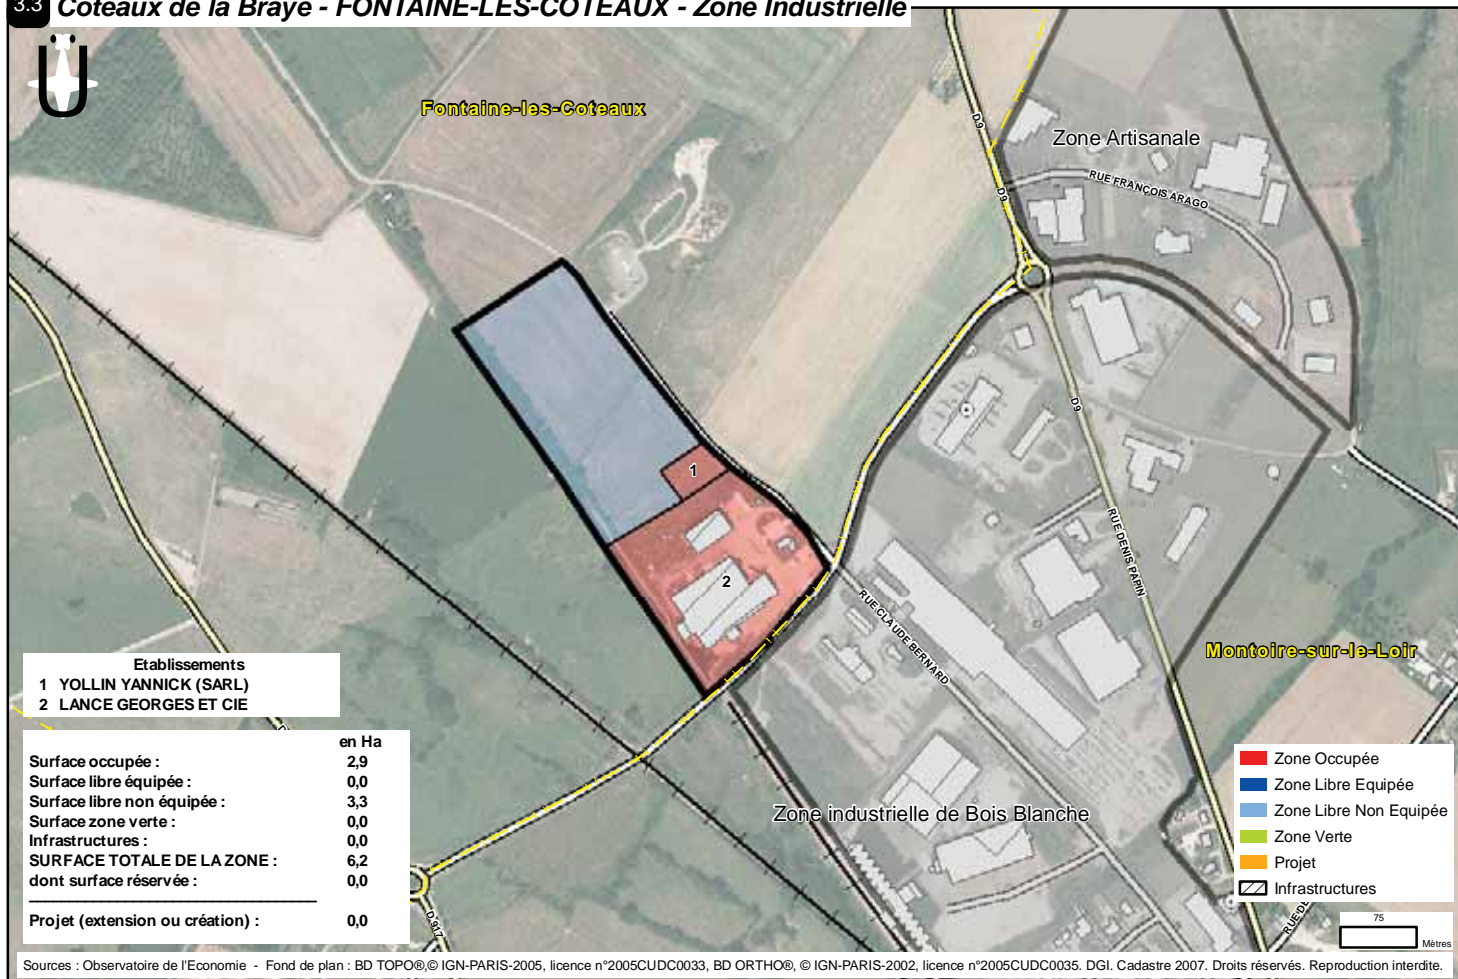 3.3 Coteaux de la Braye - FONTAINE-LES-COTEAUX - Zone Industrielle
Ü
Fontaine-les-Coteaux
Zone Artisanale
D9
RUE FRANÇOIS ARAGO
D9
D9
1
RUE DENIS PAPIN
2
RUE CLAUDE BERNARD
Montoire-sur-le-Loir
Etablissements
1 YOLLIN YANNICK (SARL)
2 LANCE GEORGES ET CIE
en Ha
Surface occupée : 2,9
Surface libre équipée : 0,0
Surface libre non équipée : 3,3
Surface zone verte : 0,0
Infrastructures : 0,0
SURFACE TOTALE DE LA ZONE : 6,2
dont surface réservée : 0,0
Projet (extension ou création) : 0,0
Zone industrielle de Bois Blanche
D 917
Zone Occupée
Zone Libre Equipée
Zone Libre Non Equipée
Zone Verte
Projet
Infrastructures
RUE DE
75
Mètres
Sources : Observatoire de l'Economie - Fond de plan : BD TOPO®,© IGN-PARIS-2005, licence n°2005CUDC0033, BD ORTHO®, © IGN-PARIS-2002, licence n°2005CUDC0035. DGI. Cadastre 2007. Droits réservés. Reproduction interdite.